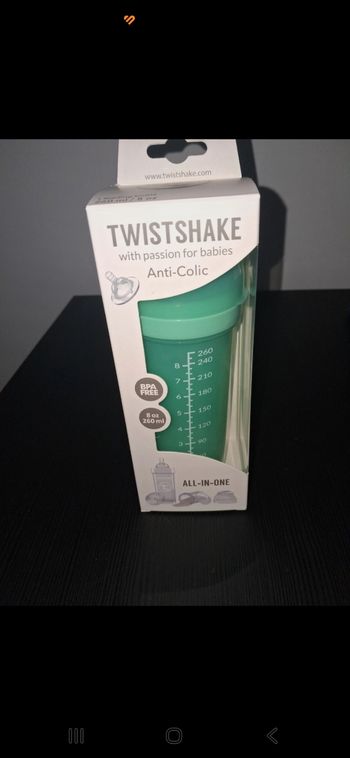 www.twistshake.com
TWISTSHAKE
with passion for babies
Anti-Colic
260
8 240
7 210
BPA
FREE
6 180
8 oz
260 ml
5 150
4 120
3 90
ALL-IN-ONE